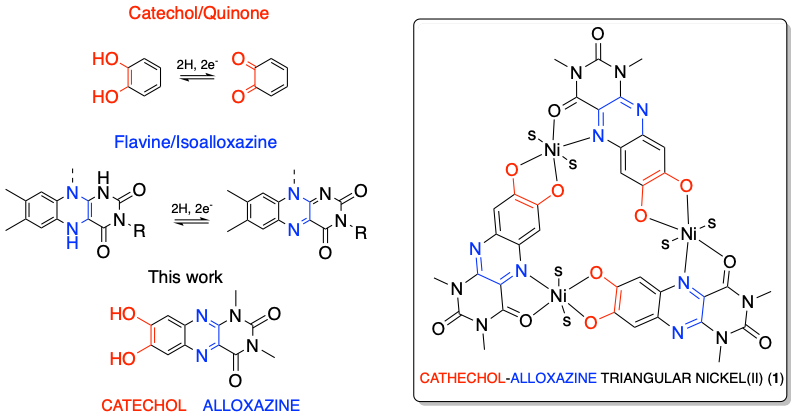 Catechol/Quinone
HO
HO
2H, 2e-
O
O
Flavine/Isoalloxazine
N
H
N
O
N
R
N
H
O
2H, 2e-
N
N
O
N
R
N
O
This work
HO
HO
N
N
O
N
N
O
CATECHOL ALLOXAZINE
O
N
N
O
N
N
O
O
S
Ni
S
O
O
O
S
Ni
S
N
N
O
N
N
O
O
S
Ni
S
O
O
N
N
O
N
N
O
CATHECHOL-ALLOXAZINE TRIANGULAR NICKEL(II) (1)